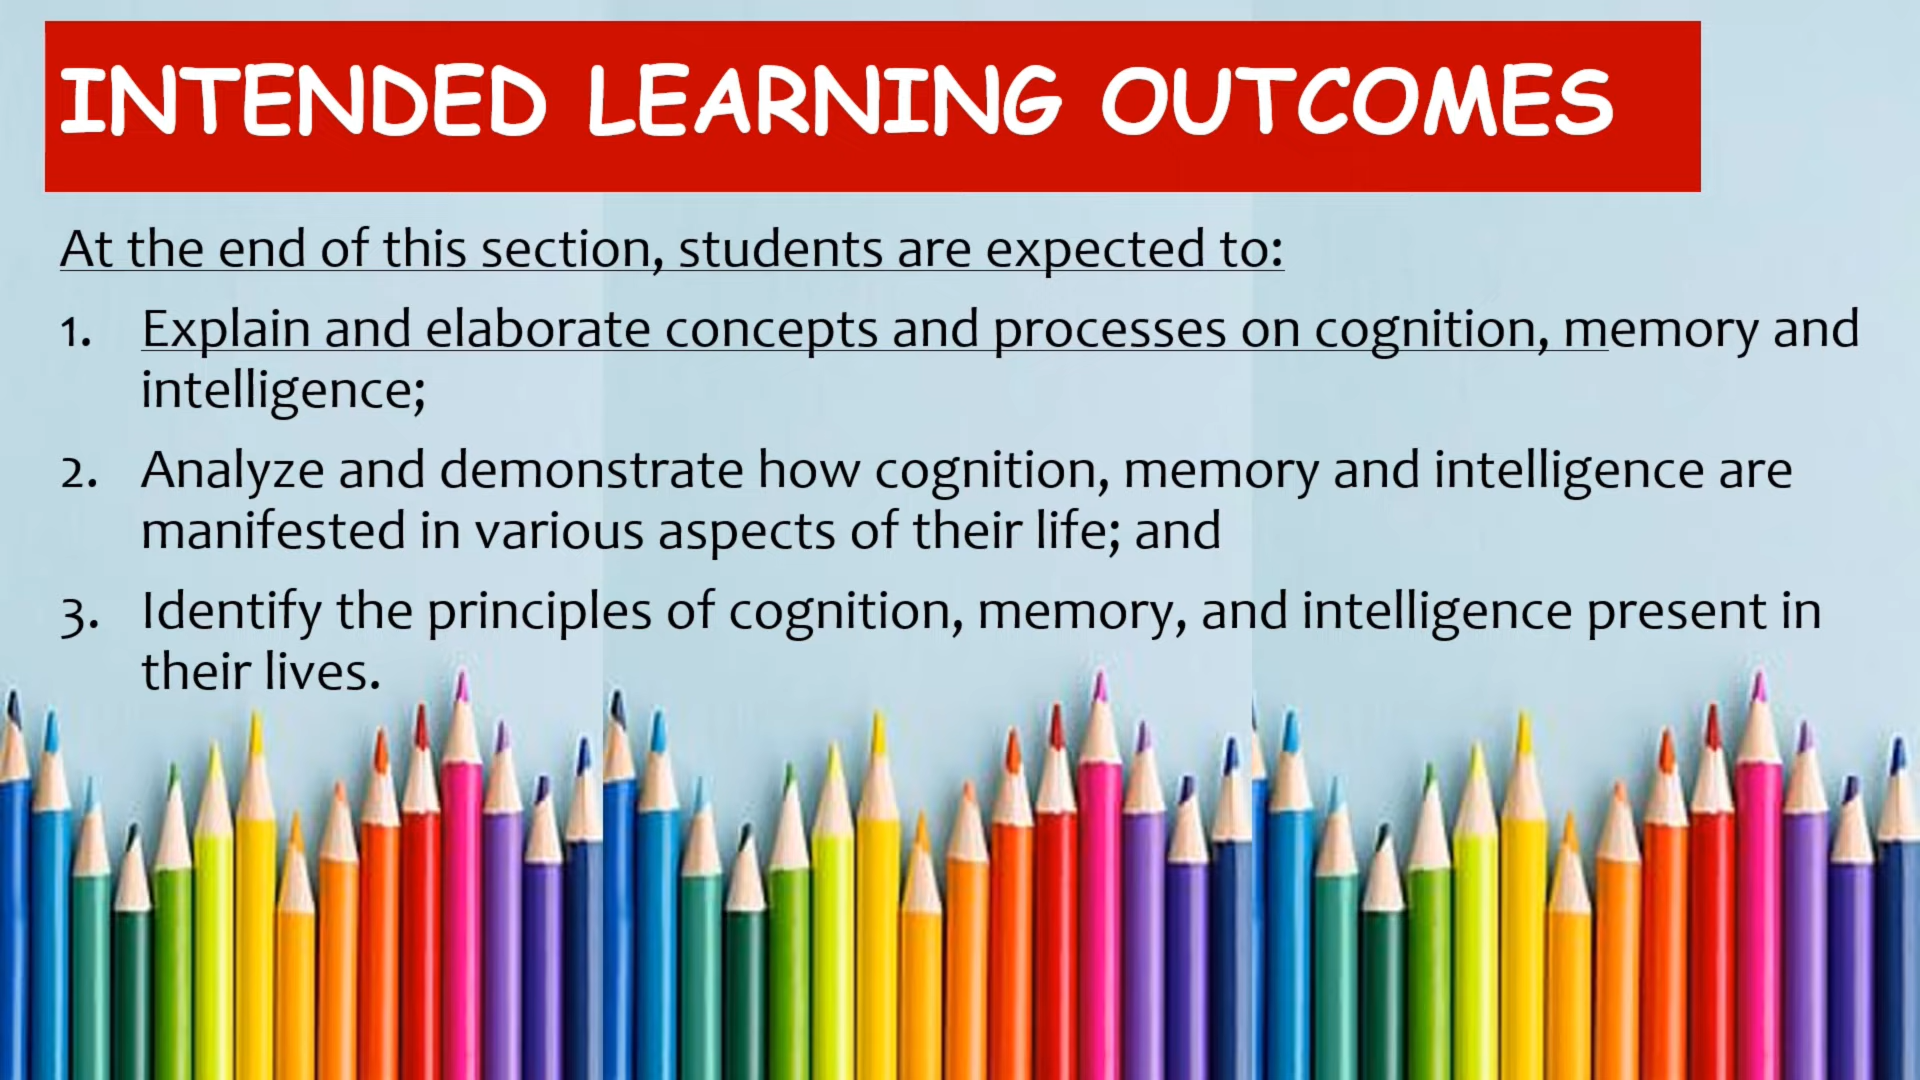 INTENDED LEARNING OUTCOMES
At the end of this section, students are expected to:
1. Explain and elaborate concepts and processes on cognition, memory and
intelligence;
2. Analyze and demonstrate how cognition, memory and intelligence are
manifested in various aspects of their life; and
3. Identify the principles of cognition, memory, and intelligence present in
their lives.